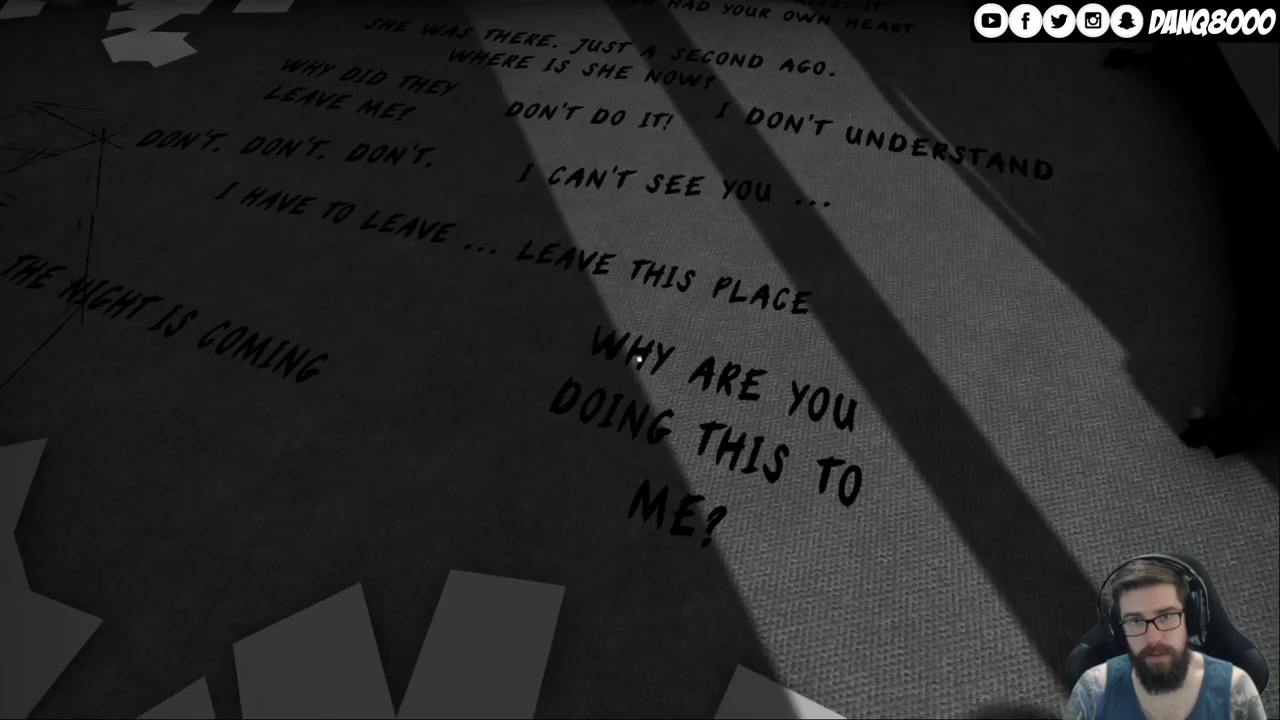 DANQ8000
HAD YOUR OWN HEART
SHE WAS THERE. JUST A SECOND AGO.
WHERE IS SHE NOW?
WHY DID THEY
LEAVE ME?
DON'T DO IT!
I DON'T UNDERSTAND
DON'T. DON'T. DON'T.
I CAN'T SEE YOU ...
I HAVE TO LEAVE ... LEAVE THIS PLACE
THE NIGHT IS COMING
WHY ARE YOU
DOING THIS TO
ME?